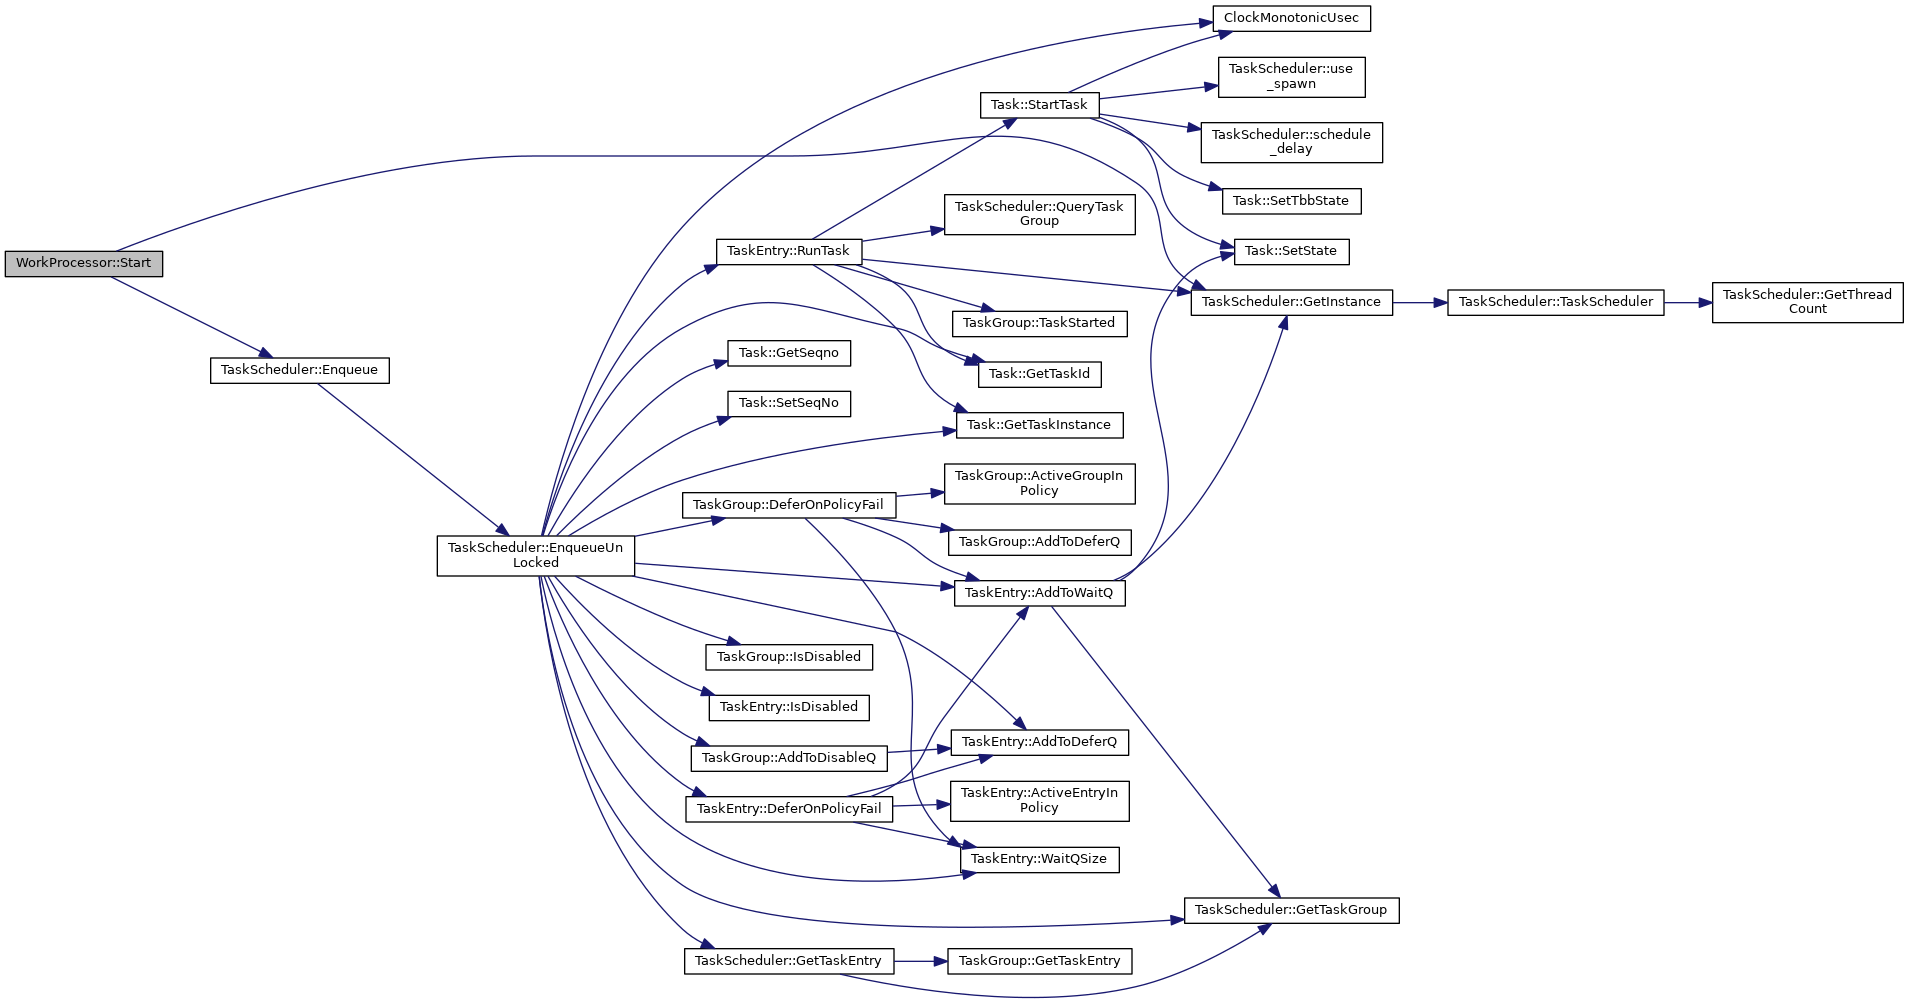 ClockMonotonicUsec
TaskScheduler::use
_spawn
Task::StartTask
TaskScheduler::schedule
_delay
Task::SetTbbState
TaskScheduler::QueryTask
Group
Task::SetState
TaskEntry::RunTask
WorkProcessor::Start
TaskScheduler::GetInstance
TaskScheduler::TaskScheduler
TaskScheduler::GetThread
Count
TaskGroup::TaskStarted
Task::GetSeqno
TaskScheduler::Enqueue
Task::GetTaskId
Task::SetSeqNo
Task::GetTaskInstance
TaskGroup::ActiveGroupIn
Policy
TaskGroup::DeferOnPolicyFail
TaskGroup::AddToDeferQ
TaskScheduler::EnqueueUn
Locked
TaskEntry::AddToWaitQ
TaskGroup::IsDisabled
TaskEntry::IsDisabled
TaskEntry::AddToDeferQ
TaskGroup::AddToDisableQ
TaskEntry::ActiveEntryIn
Policy
TaskEntry::DeferOnPolicyFail
TaskEntry::WaitQSize
TaskScheduler::GetTaskGroup
TaskScheduler::GetTaskEntry
TaskGroup::GetTaskEntry